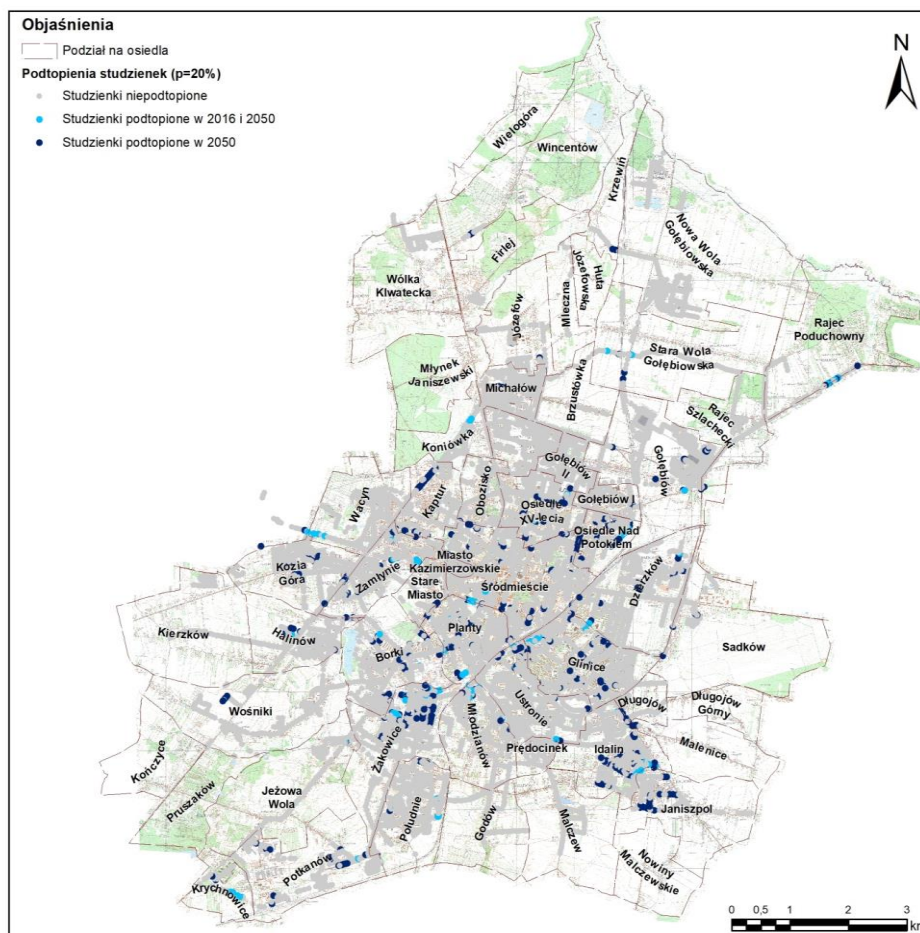 Objaśnienia
Podział na osiedla
Podtopienia studzienek (p=20%)
Studzienki niepodtopione
Studzienki podtopione w 2016 i 2050
Studzienki podtopione w 2050
N
Wielogóra
Wincentów
Krzewiń
Nowa Wola
Gołębiowska
Firlej
Wólka
Klwatecka
Huta
Józefowska
Mleczna
Józefów
Rajec
Poduchowny
Stara Wola
Gołębiowska
Młynek
Janiszewski
Michałów
Brzustówka
Rajec
Szlachecki
Koniówka
Gołębiów
II
Gołębiów
Kaptur
Obozisko
Wacyn
Osiedle
XV-lecia
Gołębiów I
Osiedle Nad
Potokiem
Miasto
Kazimierzowskie
Kozia
Góra
Zamłynie
Stare
Miasto
Śródmieście
Dzierzków
Kierzków
Halinów
Planty
Borki
Glinice
Sadków
Wośniki
Ustronie
Długojów
Długojów
Górny
Młodzianów
Żakowice
Prędocinek
Idalin
Malenice
Kończyce
Pruszaków
Jeżowa
Wola
Południe
Godów
Malczew
Janiszpol
Nowiny
Malczewskie
Potkanów
Krychnowice
0 0,5 1 2 3
km